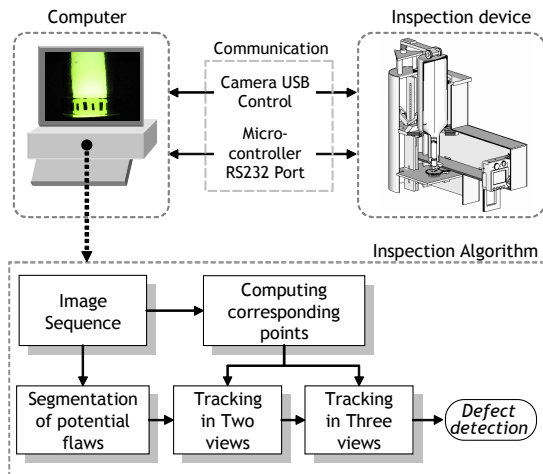 Computer
Inspection device
Communication
Camera USB
Control
Micro-
controller
RS232 Port
Inspection Algorithm
Image
Sequence
Computing
corresponding
points
Segmentation
of potential
flaws
Tracking
in Two
views
Tracking
in Three
views
Defect
detection